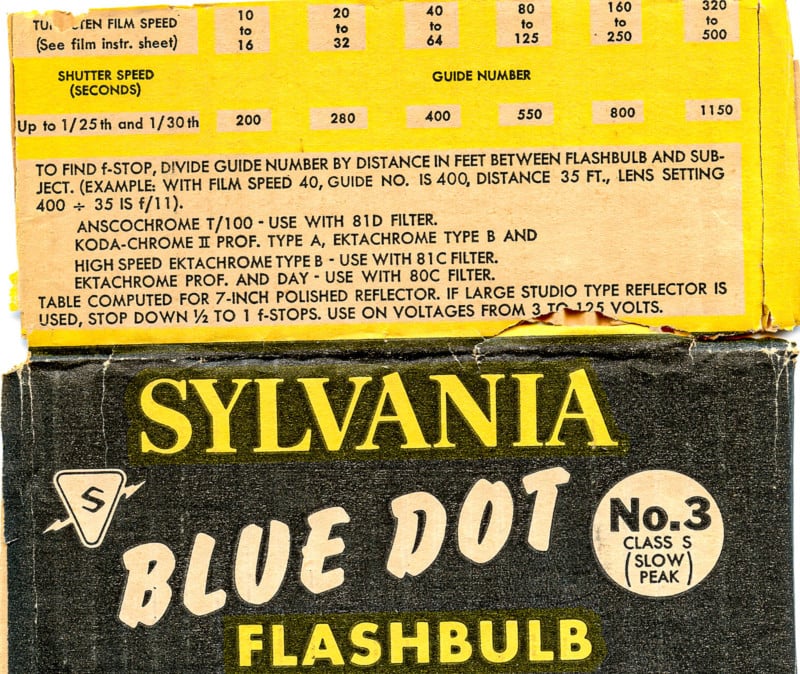 FILM SPEED 10 to 16 20 to 32 40 to 64 80 to 125 160 to 250 320 to 500
(See film instr. sheet)
SHUTTER SPEED
(SECONDS)
GUIDE NUMBER
Up to 1/25th and 1/30th 200 280 400 550 800 1150
TO FIND f-STOP, DIVIDE GUIDE NUMBER BY DISTANCE IN FEET BETWEEN FLASHBULB AND SUB-
JECT. (EXAMPLE: WITH FILM SPEED 40, GUIDE NO. IS 400, DISTANCE 35 FT., LENS SETTING
400 ÷ 35 IS f/11).
ANSCOCHROME T/100 - USE WITH 81D FILTER.
KODA-CHROME II PROF. TYPE A, EKTACHROME TYPE B AND
HIGH SPEED EKTACHROME TYPE B - USE WITH 81C FILTER.
EKTACHROME PROF. AND DAY - USE WITH 80C FILTER.
TABLE COMPUTED FOR 7-INCH POLISHED REFLECTOR. IF LARGE STUDIO TYPE REFLECTOR IS
USED, STOP DOWN ½ TO 1 f-STOPS. USE ON VOLTAGES FROM 3 TO 125 VOLTS.
SYLVANIA
S
BLUE DOT
No.3
CLASS S
(SLOW
PEAK)
FLASHBULB